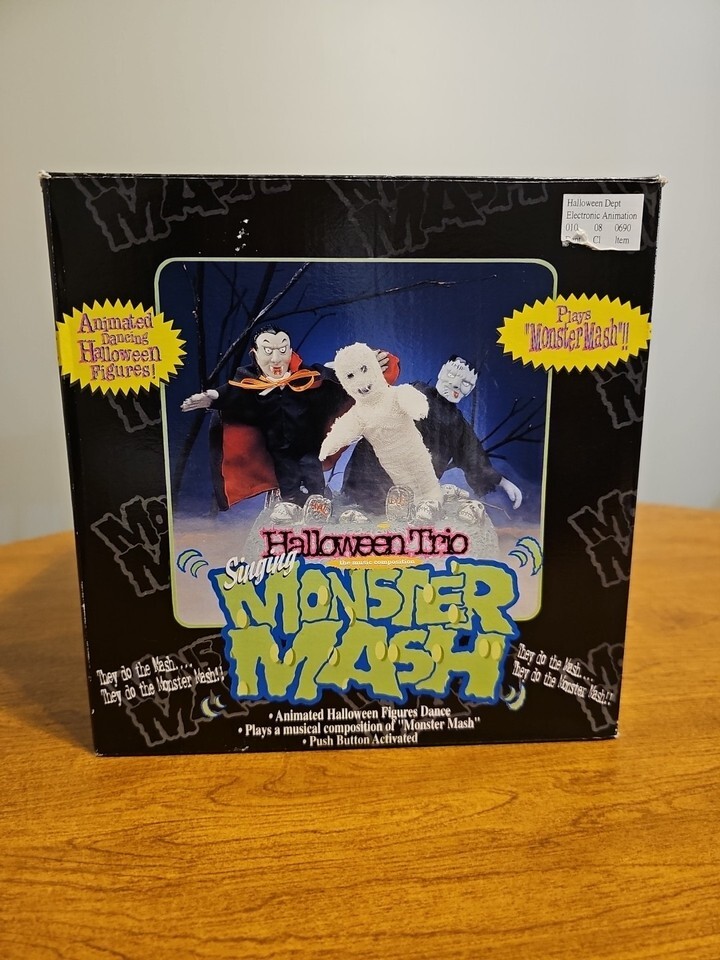 Halloween Dept
Electronic Animation
010 08 0690
Cl Item
Animated
Dancing
Halloween
Figures!
Plays
"Monster Mash"!!
Halloween Trio
the music composition
Singing
MONSTER
MASH
They do the Mash....
They do the Monster Mash!!
They do the Mash....
They do the Monster Mash!!
• Animated Halloween Figures Dance
• Plays a musical composition of "Monster Mash"
• Push Button Activated